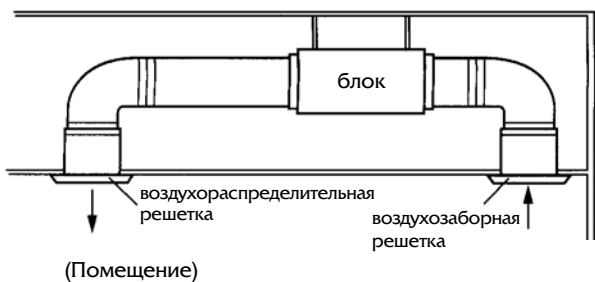 блок
воздухораспределительная
решетка
воздухозаборная
решетка
(Помещение)